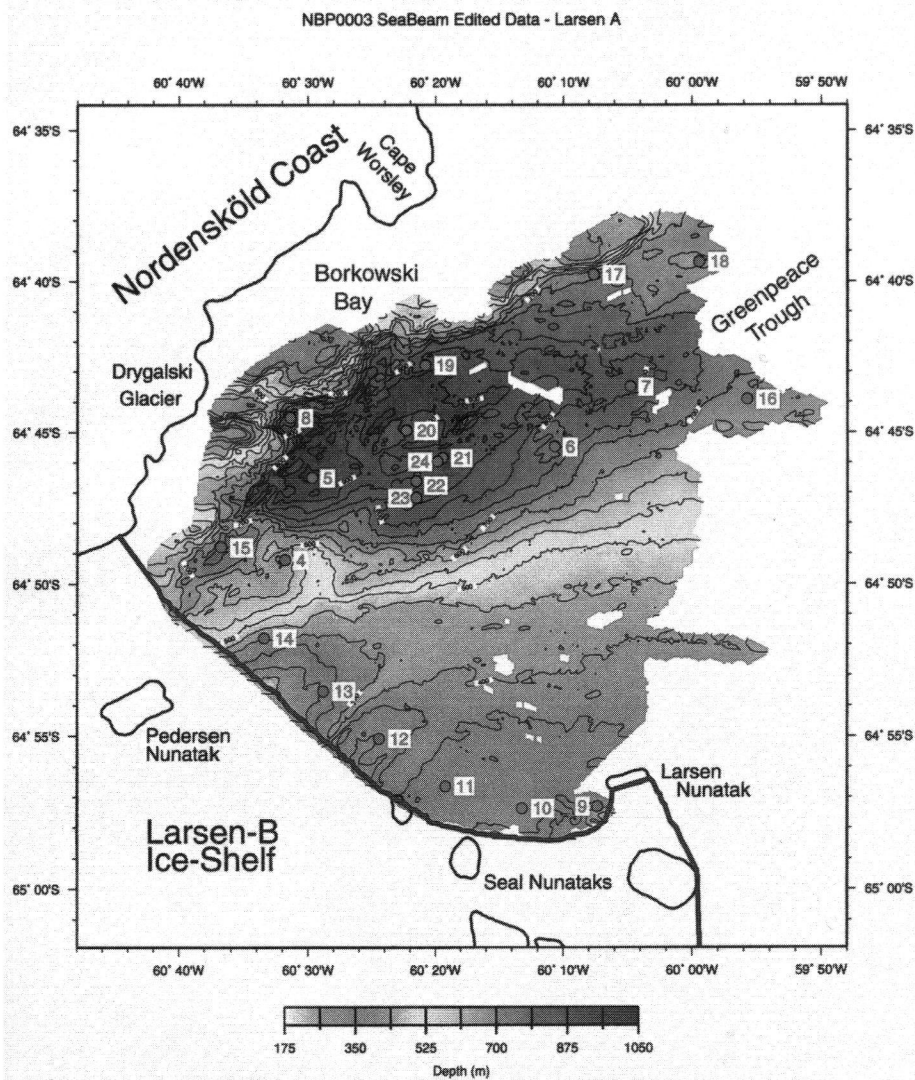 NBP0003 SeaBeam Edited Data - Larsen A
60° 40'W 60° 30'W 60° 20'W 60° 10'W 60° 00'W 59° 50'W
64° 35'S 64° 35'S
Cape
Worsley
Nordensköld Coast
64° 40'S 64° 40'S
Borkowski
Bay
17
18
Greenpeace
Trough
Drygalski
Glacier
19
7
16
8
64° 45'S 64° 45'S
20
6
24 21
5
22
23
15
4
64° 50'S 64° 50'S
14
13
64° 55'S 64° 55'S
Pedersen
Nunatak
12
11
Larsen
Nunatak
10 9
Larsen-B
Ice-Shelf
Seal Nunataks
65° 00'S 65° 00'S
60° 40'W 60° 30'W 60° 20'W 60° 10'W 60° 00'W 59° 50'W
175 350 525 700 875 1050
Depth (m)